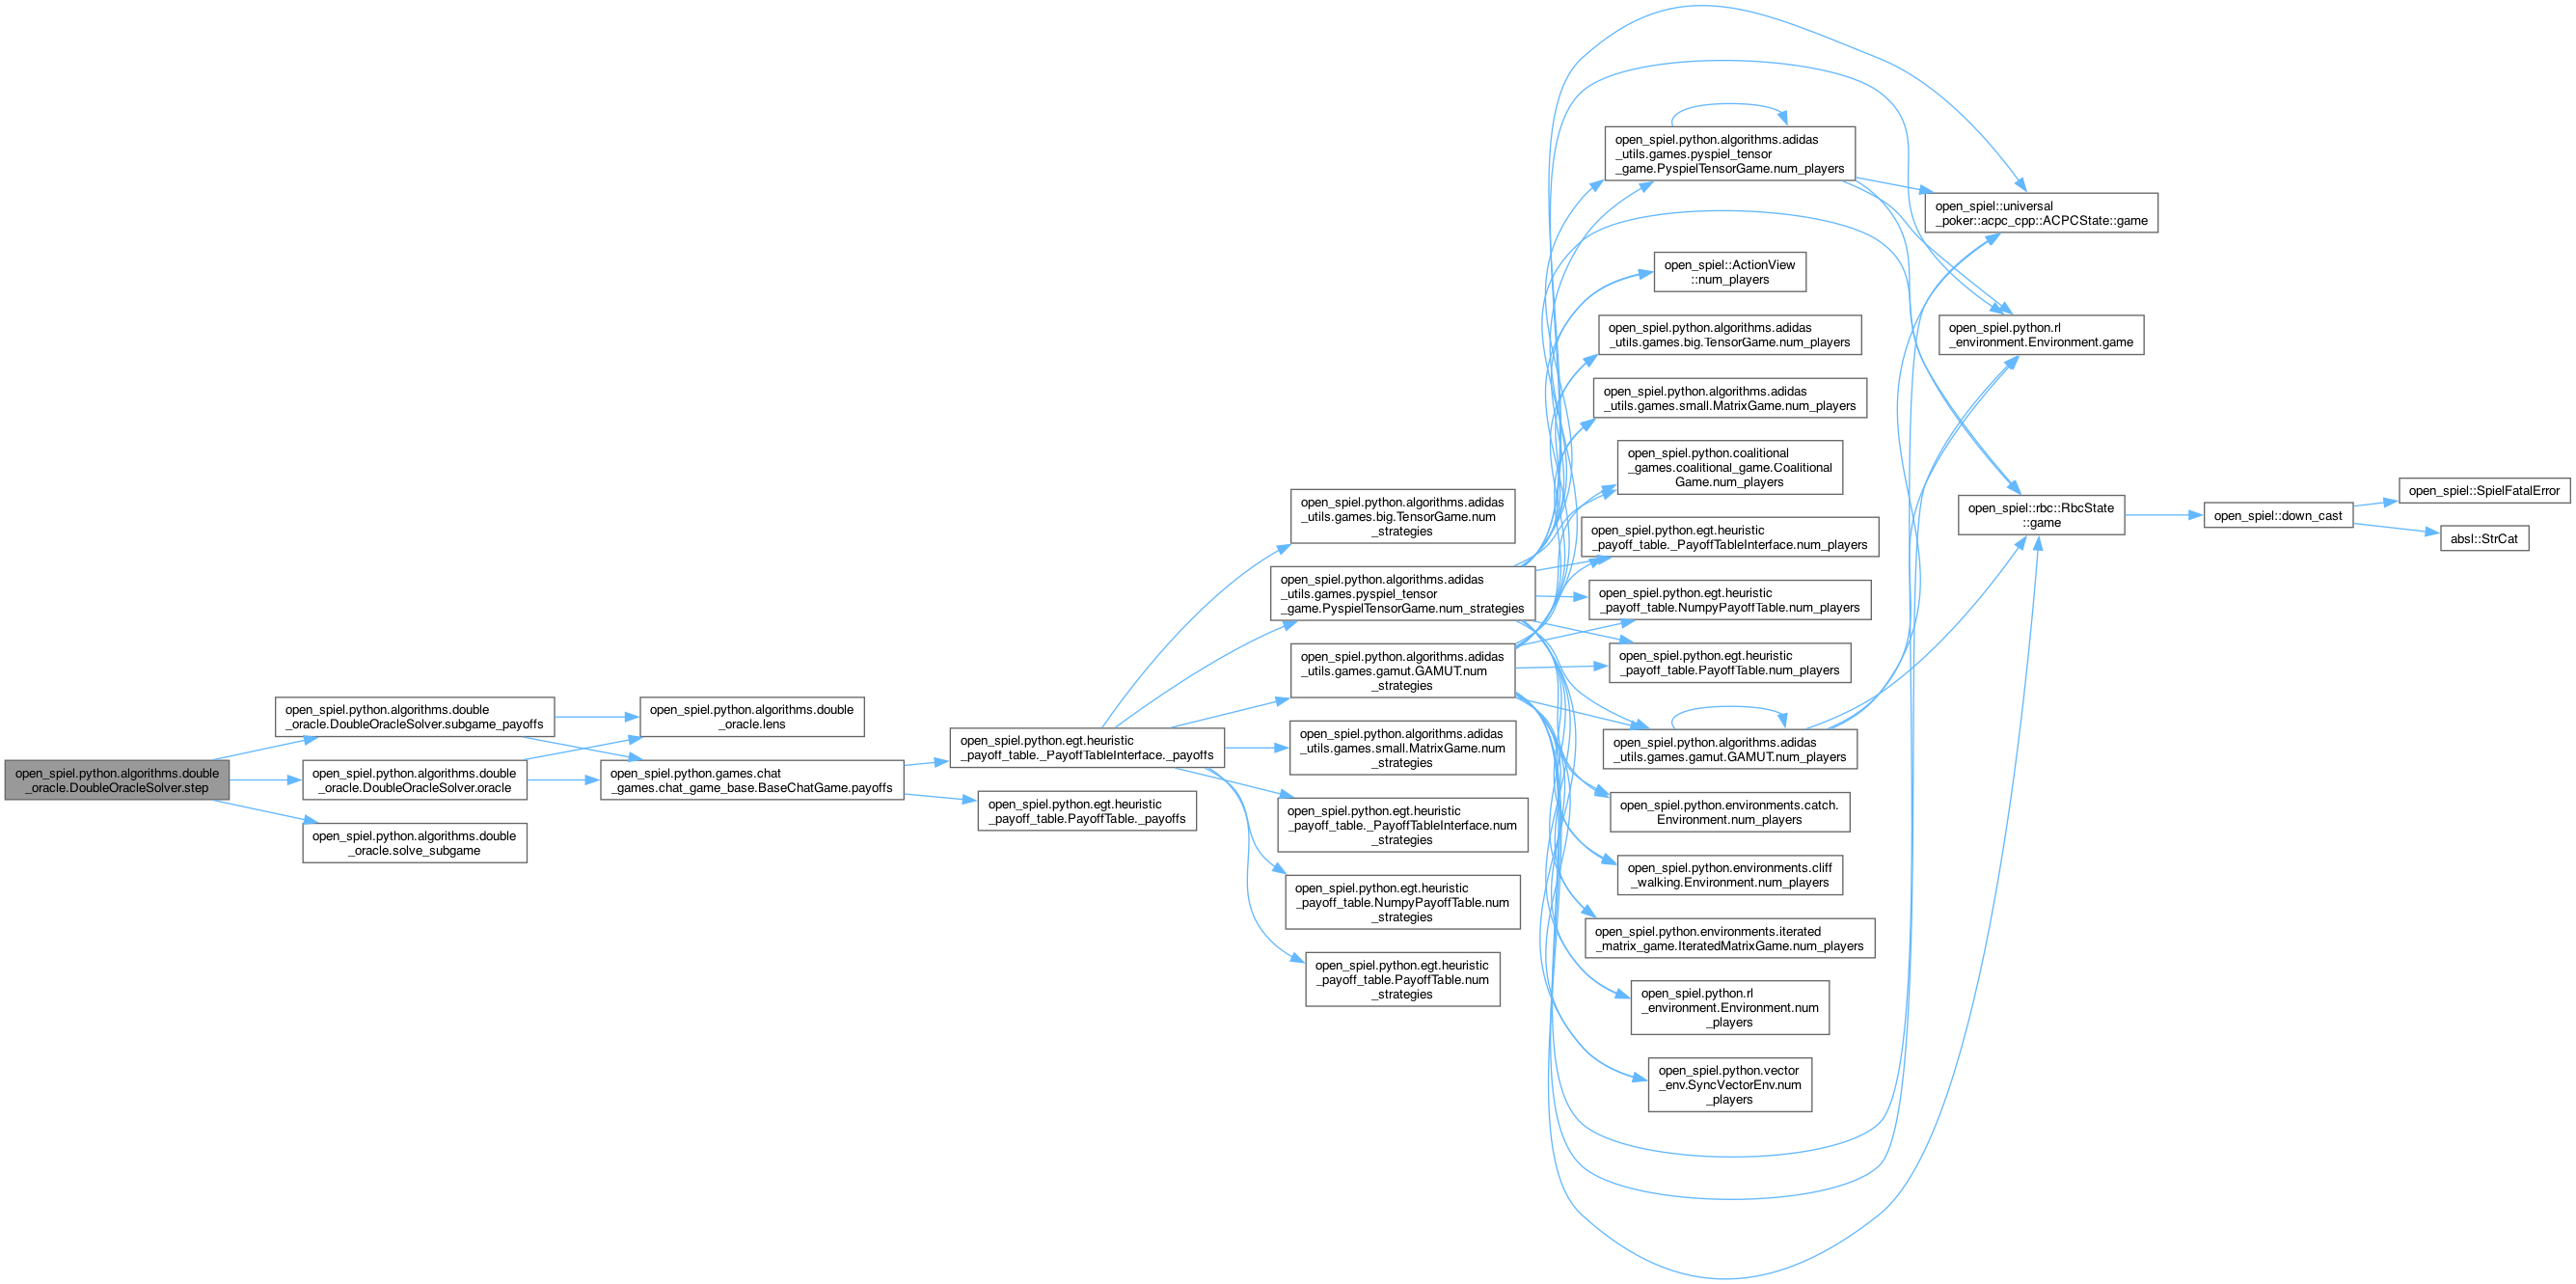 open_spiel.python.algorithms.double
_oracle.DoubleOracleSolver.step
open_spiel.python.algorithms.double
_oracle.DoubleOracleSolver.subgame_payoffs
open_spiel.python.algorithms.double
_oracle.DoubleOracleSolver.oracle
open_spiel.python.algorithms.double
_oracle.solve_subgame
open_spiel.python.algorithms.double
_oracle.lens
open_spiel.python.games.chat
_games.chat_game_base.BaseChatGame.payoffs
open_spiel.python.egt.heuristic
_payoff_table._PayoffTableInterface._payoffs
open_spiel.python.egt.heuristic
_payoff_table.PayoffTable._payoffs
open_spiel.python.algorithms.adidas
_utils.games.big.TensorGame.num
_strategies
open_spiel.python.algorithms.adidas
_utils.games.pyspiel_tensor
_game.PyspielTensorGame.num_strategies
open_spiel.python.algorithms.adidas
_utils.games.gamut.GAMUT.num
_strategies
open_spiel.python.algorithms.adidas
_utils.games.small.MatrixGame.num
_strategies
open_spiel.python.egt.heuristic
_payoff_table._PayoffTableInterface.num
_strategies
open_spiel.python.egt.heuristic
_payoff_table.NumpyPayoffTable.num
_strategies
open_spiel.python.egt.heuristic
_payoff_table.PayoffTable.num
_strategies
open_spiel.python.algorithms.adidas
_utils.games.pyspiel_tensor
_game.PyspielTensorGame.num_players
open_spiel::ActionView
::num_players
open_spiel.python.algorithms.adidas
_utils.games.big.TensorGame.num_players
open_spiel.python.algorithms.adidas
_utils.games.small.MatrixGame.num_players
open_spiel.python.coalitional
_games.coalitional_game.Coalitional
Game.num_players
open_spiel.python.egt.heuristic
_payoff_table._PayoffTableInterface.num_players
open_spiel.python.egt.heuristic
_payoff_table.NumpyPayoffTable.num_players
open_spiel.python.egt.heuristic
_payoff_table.PayoffTable.num_players
open_spiel.python.algorithms.adidas
_utils.games.gamut.GAMUT.num_players
open_spiel.python.environments.catch.
Environment.num_players
open_spiel.python.environments.cliff
_walking.Environment.num_players
open_spiel.python.environments.iterated
_matrix_game.IteratedMatrixGame.num_players
open_spiel.python.rl
_environment.Environment.num
_players
open_spiel.python.vector
_env.SyncVectorEnv.num
_players
open_spiel::universal
_poker::acpc_cpp::ACPCState::game
open_spiel.python.rl
_environment.Environment.game
open_spiel::rbc::RbcState
::game
open_spiel::down_cast
open_spiel::SpielFatalError
absl::StrCat